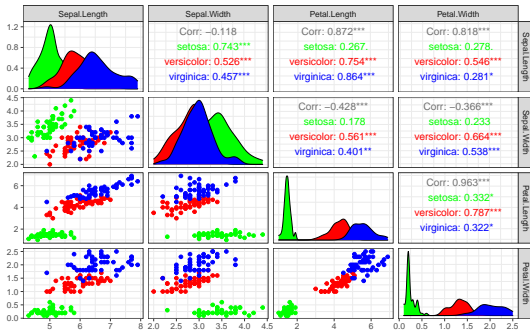 Sepal.Length Sepal.Width Petal.Length Petal.Width
1.2
0.8
0.4
0.0
Corr: −0.118
setosa: 0.743***
versicolor: 0.526***
virginica: 0.457***
Corr: 0.872***
setosa: 0.267.
versicolor: 0.754***
virginica: 0.864***
Corr: 0.818***
setosa: 0.278.
versicolor: 0.546***
virginica: 0.281*
Sepal.Length
4.5
4.0
3.5
3.0
2.5
2.0
Corr: −0.428***
setosa: 0.178
versicolor: 0.561***
virginica: 0.401**
Corr: −0.366***
setosa: 0.233
versicolor: 0.664***
virginica: 0.538***
Sepal.Width
6
4
2
Corr: 0.963***
setosa: 0.332*
versicolor: 0.787***
virginica: 0.322*
Petal.Length
2.5
2.0
1.5
1.0
0.5
0.0
Petal.Width
5 6 7 8 2.0 2.5 3.0 3.5 4.0 4.5 2 4 6 0.0 0.5 1.0 1.5 2.0 2.5